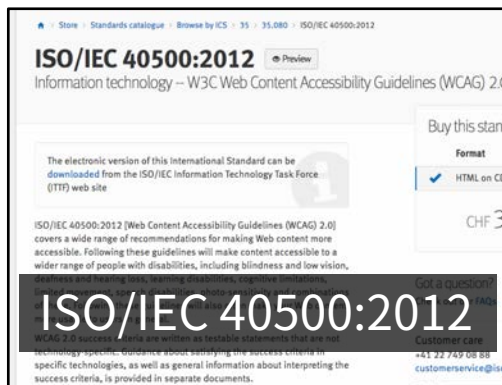 Store Standards catalogue Browse by ICS 35 35.080 ISO/IEC 40500:2012
ISO/IEC 40500:2012 Preview
Information technology -- W3C Web Content Accessibility Guidelines (WCAG) 2.0
Buy this stan
Format
The electronic version of this International Standard can be
downloaded from the ISO/IEC Information Technology Task Force
(ITTF) web site
HTML on CD
CHF 3
ISO/IEC 40500:2012 [Web Content Accessibility Guidelines (WCAG) 2.0]
covers a wide range of recommendations for making Web content more
accessible. Following these guidelines will make content accessible to a
wider range of people with disabilities, including blindness and low vision,
deafness and hearing loss, learning disabilities, cognitive limitations,
Got a question?
FAQs
ISO/IEC 40500:2012
Customer care
WCAG 2.0 success criteria are written as testable statements that are not
technology-specific. Guidance about satisfying the success criteria in
specific technologies, as well as general information about interpreting the
success criteria, is provided in separate documents.
+41 22 749 08 88
customerservice@